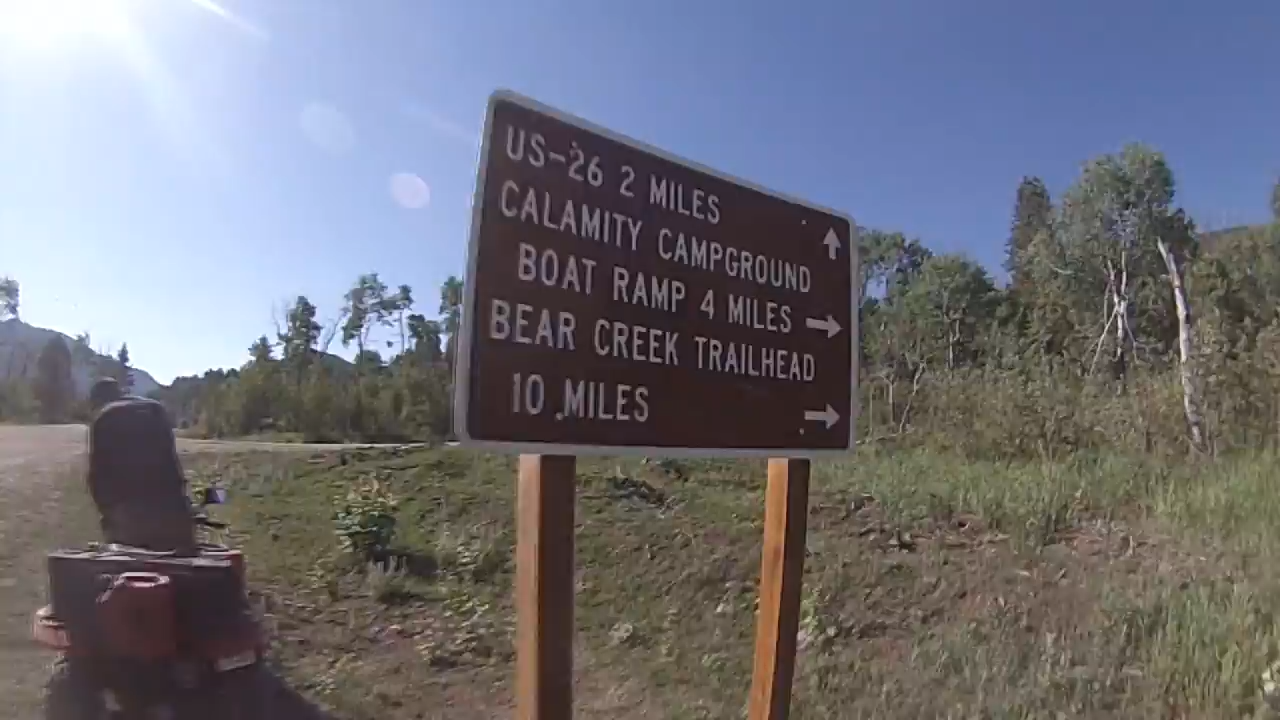 US-26 2 MILES
CALAMITY CAMPGROUND
BOAT RAMP 4 MILES
BEAR CREEK TRAILHEAD
10 MILES